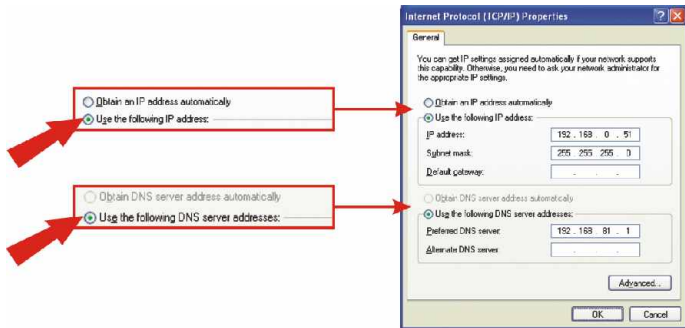 Internet Protocol (TCP/IP) Properties
General
You can get IP settings assigned automatically if your network supports
this capability. Otherwise, you need to ask your network administrator for
the appropriate IP settings.
Obtain an IP address automatically
Use the following IP address:
Obtain an IP address automatically
Use the following IP address:
IP address: 192 . 168 . 0 . 51
Subnet mask: 255 . 255 . 255 . 0
Default gateway: . . .
Obtain DNS server address automatically
Use the following DNS server addresses:
Obtain DNS server address automatically
Use the following DNS server addresses:
Preferred DNS server: 192 . 168 . 81 . 1
Alternate DNS server: . . .
Advanced...
OK Cancel